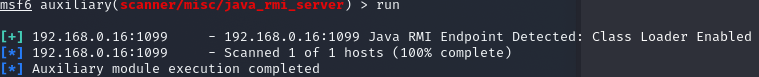 msf6 auxiliary(scanner/misc/java_rmi_server) > run
[+] 192.168.0.16:1099 - 192.168.0.16:1099 Java RMI Endpoint Detected: Class Loader Enabled
[*] 192.168.0.16:1099 - Scanned 1 of 1 hosts (100% complete)
[*] Auxiliary module execution completed